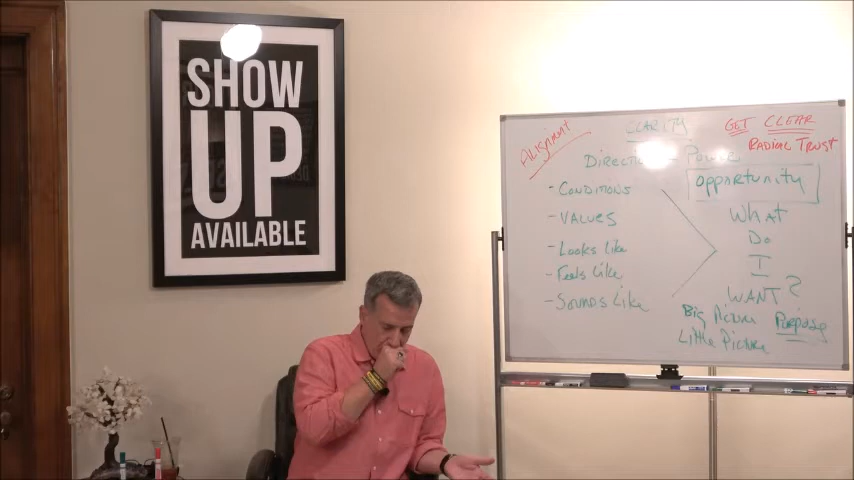 SHOW
UP
AVAILABLE
Alignment
CLARITY
GET CLEAR
RADICAL TRUST
DIRECTION - POWER
opportunity
- CONDITIONS
- VALUES
- Looks Like
- Feels Like
- Sounds Like
What
Do
I
WANT?
Big Picture Purpose
Little Picture